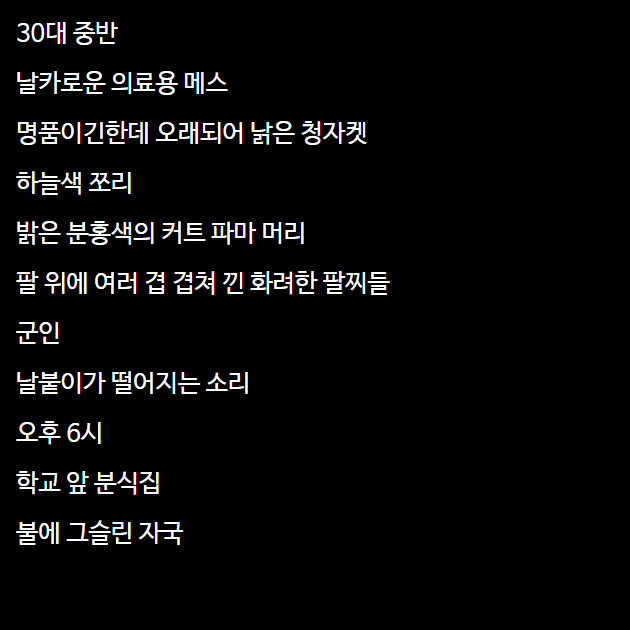 30대 중반
날카로운 의료용 메스
명품이긴한데 오래되어 낡은 청자켓
하늘색 쪼리
밝은 분홍색의 커트 파마 머리
팔 위에 여러 겹 겹쳐 낀 화려한 팔찌들
군인
날붙이가 떨어지는 소리
오후 6시
학교 앞 분식집
불에 그슬린 자국